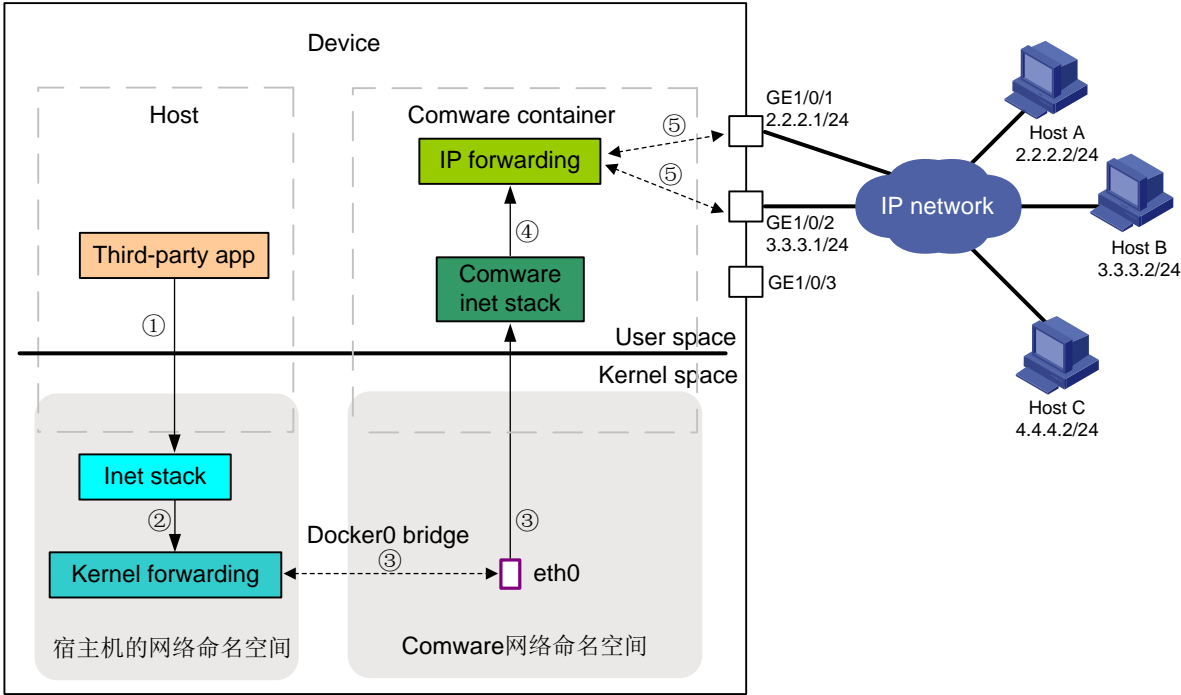 Device
Host
Comware container
IP forwarding
⑤
⑤
④
Third-party app
Comware
inet stack
①
User space
Kernel space
Inet stack
②
Kernel forwarding
Docker0 bridge
③
③
eth0
宿主机的网络命名空间
Comware网络命名空间
GE1/0/1
2.2.2.1/24
GE1/0/2
3.3.3.1/24
GE1/0/3
IP network
Host A
2.2.2.2/24
Host B
3.3.3.2/24
Host C
4.4.4.2/24